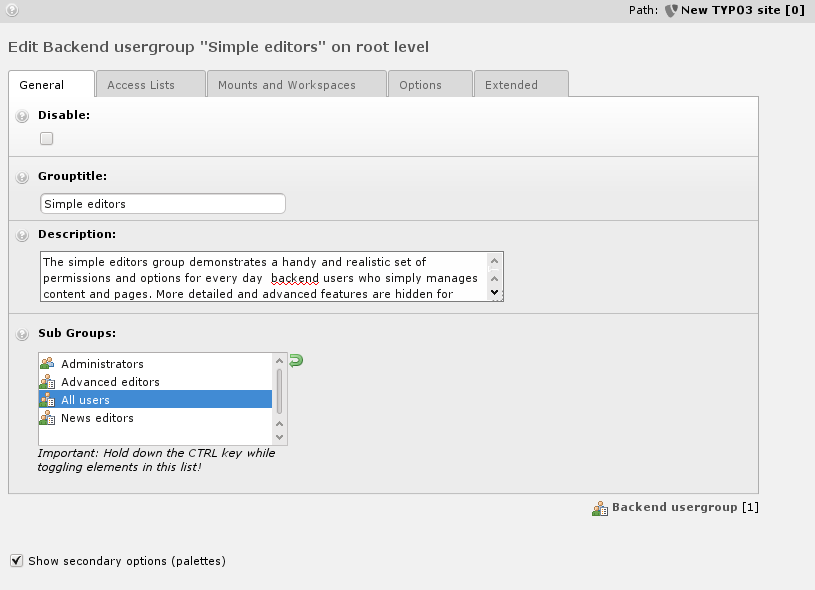 Path: New TYPO3 site [0]
Edit Backend usergroup "Simple editors" on root level
General Access Lists Mounts and Workspaces Options Extended
Disable:
Grouptitle:
Simple editors
Description:
The simple editors group demonstrates a handy and realistic set of
permissions and options for every day  backend users who simply manages
content and pages. More detailed and advanced features are hidden for
Sub Groups:
Administrators
Advanced editors
All users
News editors
Important: Hold down the CTRL key while
toggling elements in this list!
Backend usergroup [1]
Show secondary options (palettes)